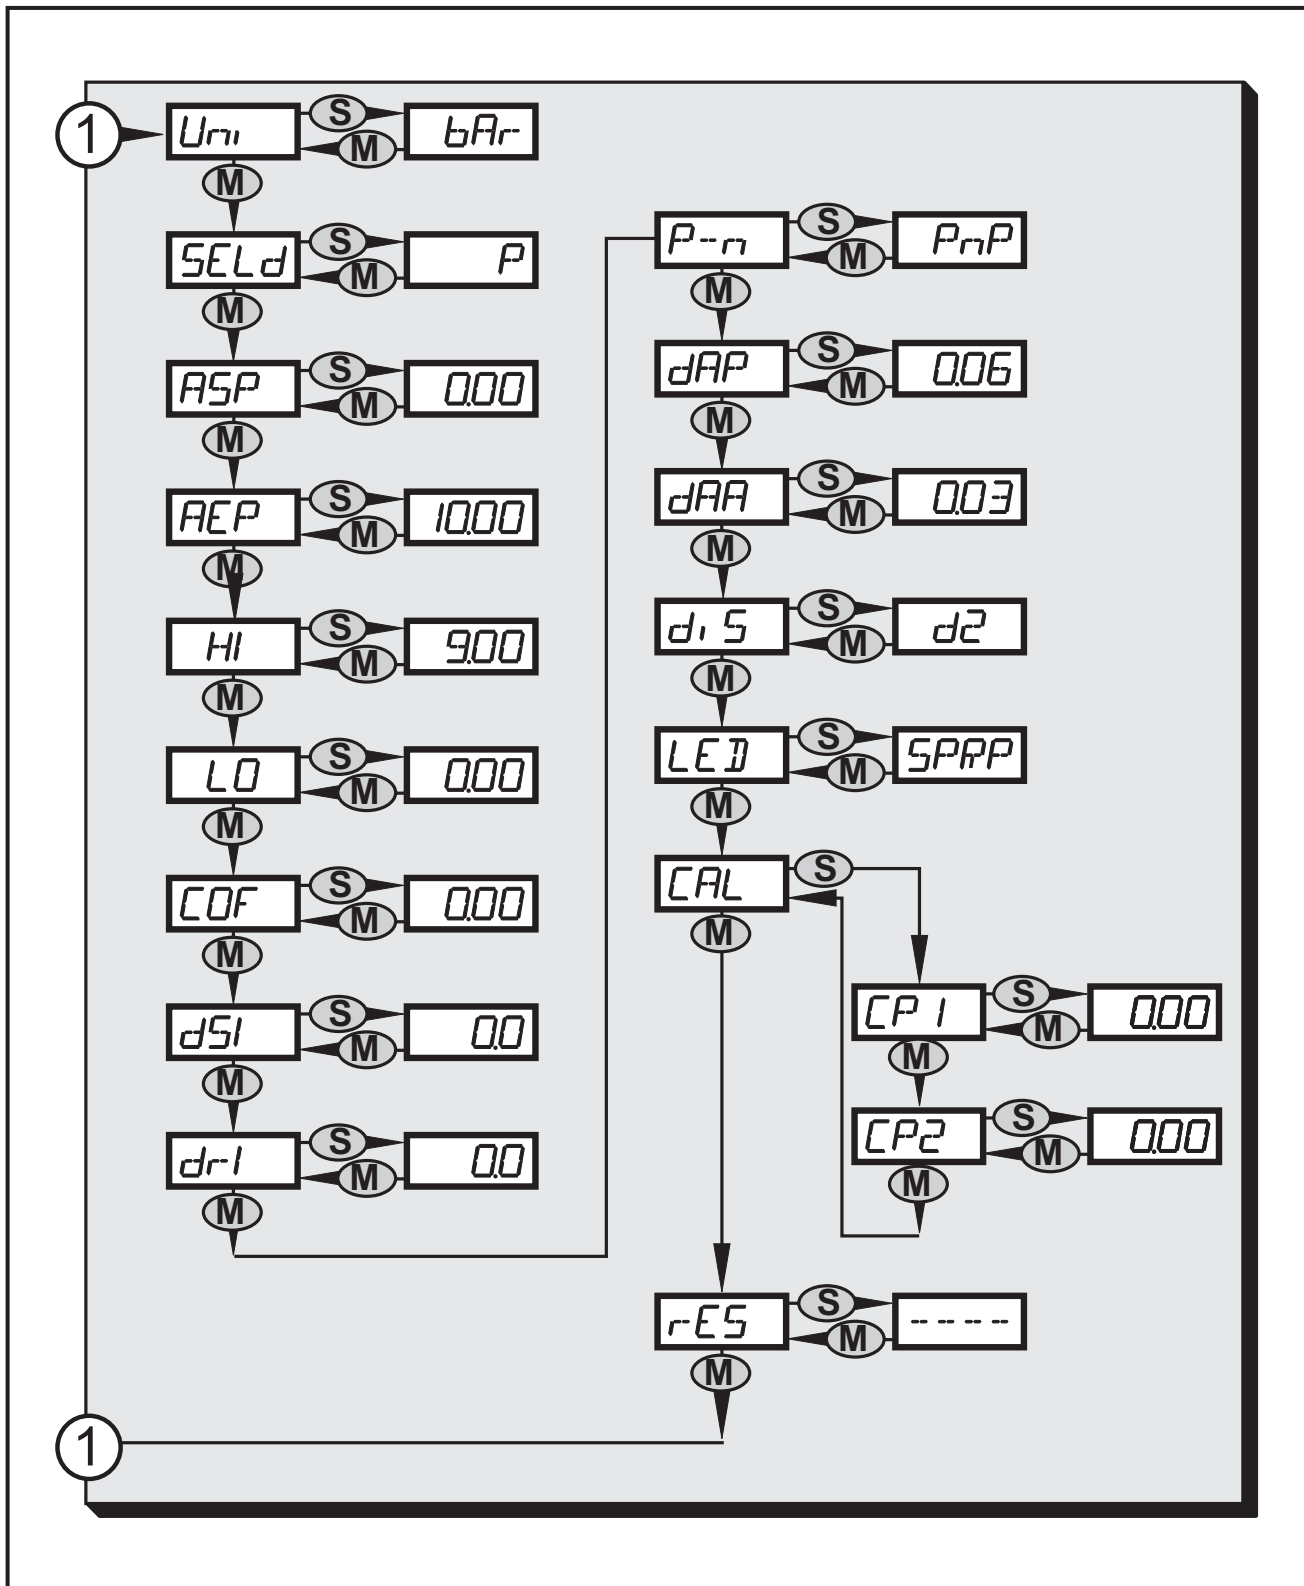 1
Uni S M bAr
M
SELd S M P
M
ASP S M 0.00
M
AEP S M 10.00
M
HI S M 9.00
M
LO S M 0.00
M
COF S M 0.00
M
dS1 S M 0.0
M
dr1 S M 0.0
M
P-n S M PnP
M
dAP S M 0.06
M
dAA S M 0.03
M
diS S M d2
M
LED S M SPRP
M
CAL S
M
CP1 S M 0.00
M
CP2 S M 0.00
M
rES S M ----
M
1